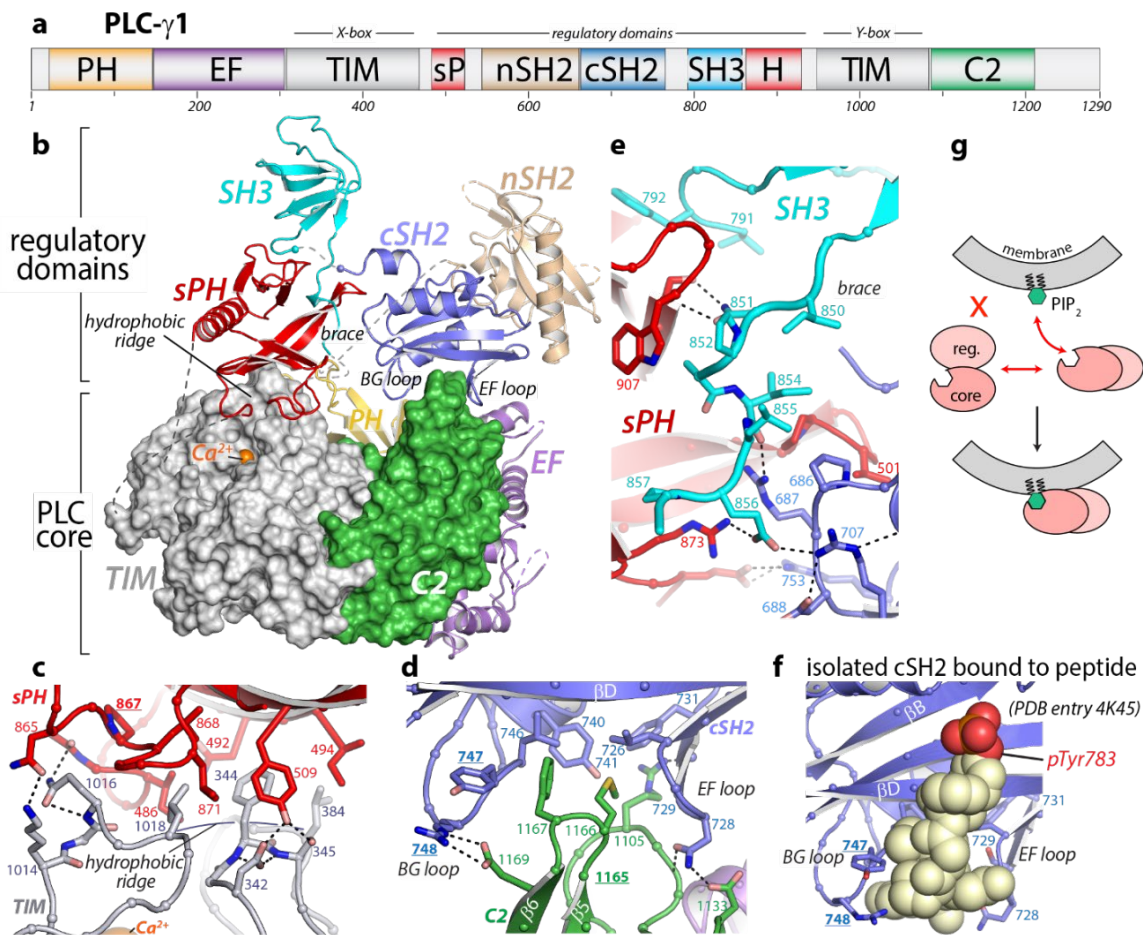 a PLC-γ1
X-box
regulatory domains
Y-box
PH EF TIM sP nSH2 cSH2 SH3 H TIM C2
1 200 400 600 800 1000 1200 1290
b
regulatory
domains
PLC
core
SH3
nSH2
cSH2
sPH
hydrophobic
ridge
brace
BG loop
EF loop
PH
EF
Ca2+
TIM
C2
e
792
791
SH3
851
brace
850
852
907
854
855
sPH
501
686
687
857
856
707
873
753
688
g
membrane
PIP2
X
reg.
core
c
sPH
867
865
868
492
494
1016
344
509
486
871
384
1018
hydrophobic
ridge
345
1014
342
TIM
Ca2+
d
βD
731
740
cSH2
746
726
741
747
EF loop
729
728
1167
1166
1105
748
BG loop
1169
1165
1133
C2
β6
β5
f isolated cSH2 bound to peptide
(PDB entry 4K45)
βB
pTyr783
βD
731
747
729
BG loop
EF loop
748
728